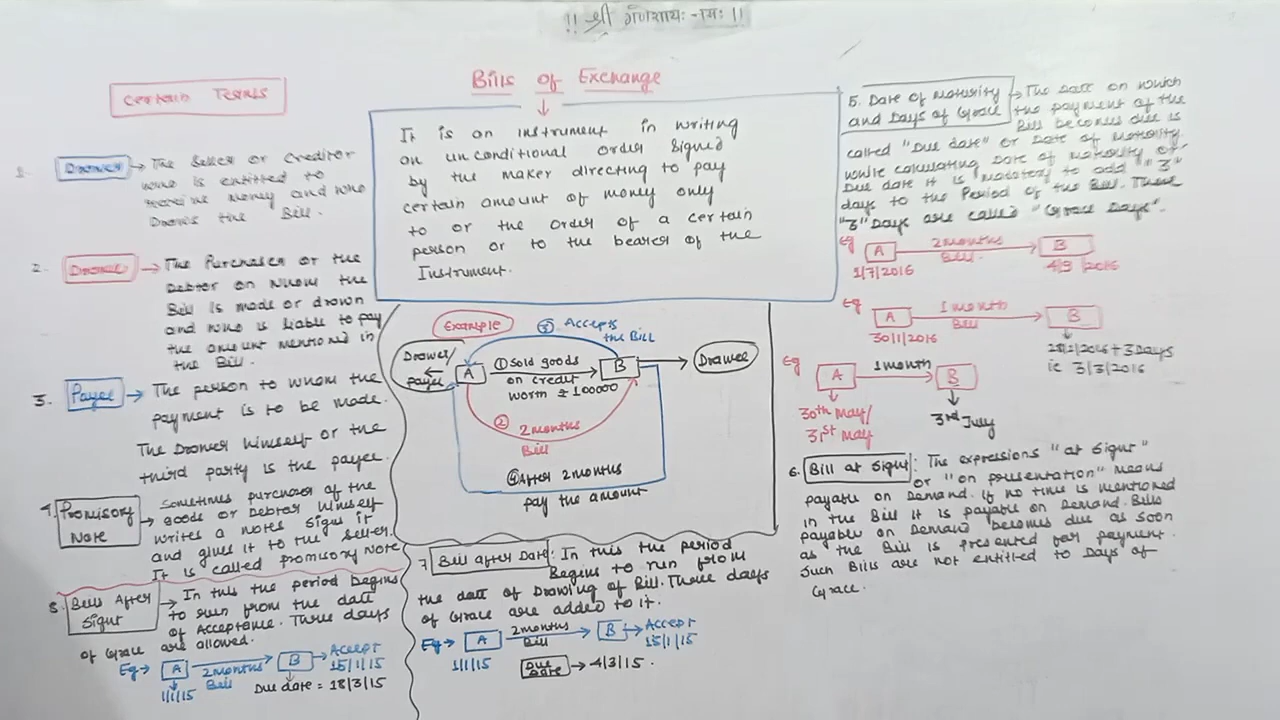 !! श्री गणेशायः नमः !!
Bills of Exchange
It is an instrument in writing
an unconditional order signed
by the maker directing to pay
certain amount of money only
to or the order of a certain
person or to the bearer of the
Instrument.
Certain Terms
1. Drawer → The Seller or Creditor
who is entitled to
receive money and who
Draws the Bill.
2. Drawee → The Purchaser or the
Debtor on whom the
Bill is made or drawn
and who is liable to pay
the amount mentioned in
the Bill.
3. Payee → The person to whom the
payment is to be made.
The Drawer himself or the
third party is the payee.
4. Promisory Note → Sometimes purchaser of the
goods or Debtor himself
writes a notes signs it
and gives it to the seller.
It is called promisory Note
8. Bills After Sight → In this the period begins
to run from the date
of Acceptance. Three days
of Grace are allowed.
Eg → A 2months Bill B → Accept
15/1/15
1/1/15 Due date = 18/3/15
Example
③ Accepts
the Bill
Drawer/
payee
A ① Sold goods B Drawee
on credit
worth ₹ 100000
② 2 months
Bill
④ After 2 months
pay the amount
7. Bill after Date: In this the period
Begins to run from
the date of Drawing of Bill. Three days
of Grace are added to it.
Eg → A 2months Bill B → Accept
1/1/15 15/1/15
Due Date → 4/3/15.
5. Date of Maturity
and Days of Grace → The Date on which
the payment of the
Bill becomes due is
called "Due date" or Date of Maturity.
while calculating Date of Maturity or
Due date it is madatory to add "3"
days to the Period of the Bill. These
"3" Days are called "Grace Days".
Eg A 2months Bill B
1/7/2016 4/9/2016
Eg A 1month Bill B
30/1/2016
+3Days
ie 3/3/2016
Eg A 1month B
30th May/
31st May
3rd July
6. Bill at Sight: The expressions "at Sight"
or "on presentation" means
payable on Demand. If no time is mentioned
in the Bill it is payable on Demand. Bills
payable on Demand becomes due as soon
as the Bill is presented for payment.
Such Bills are not entitled to Days of
Grace.